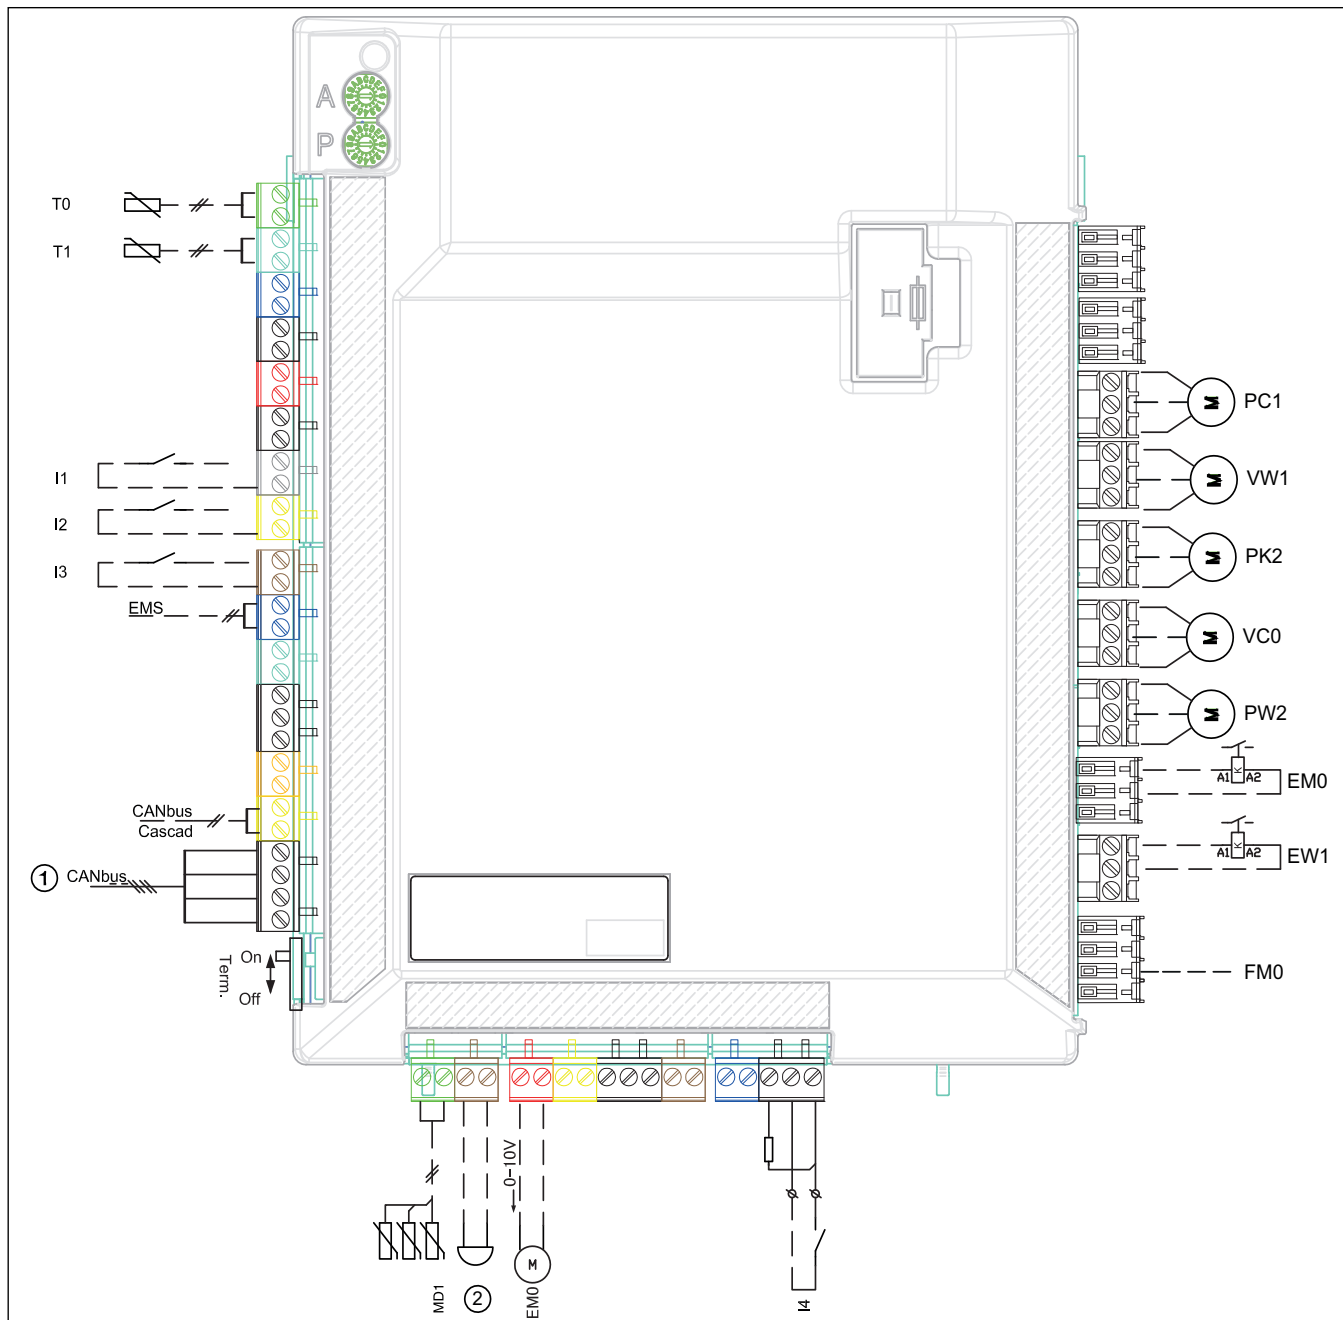 A
P
T0
T1
I1
I2
I3
EMS
CANbus
Cascad
1 CANbus
On
Term.
Off
PC1
M
VW1
M
PK2
M
VC0
M
PW2
M
K
A1 A2
EM0
K
A1 A2
EW1
FM0
0-10V
M
MD1
2
EM0
I4